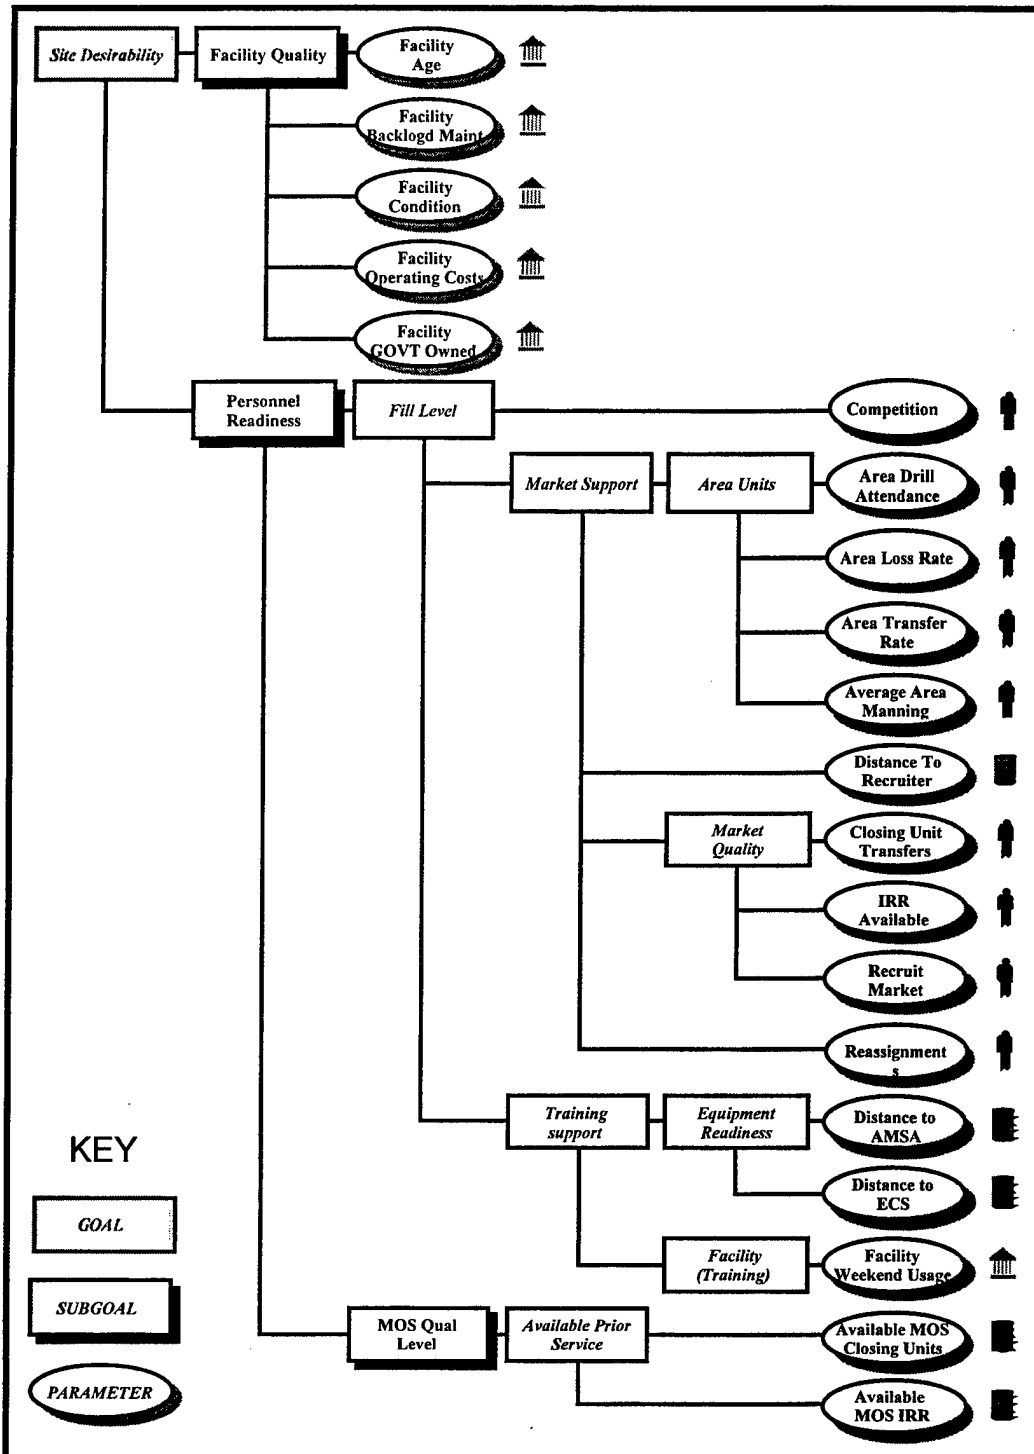 Site Desirability
Facility Quality
Facility
Age
Facility
Backlogd Maint
Facility
Condition
Facility
Operating Costs
Facility
GOVT Owned
Personnel
Readiness
Fill Level
Competition
Market Support
Area Units
Area Drill
Attendance
Area Loss Rate
Area Transfer
Rate
Average Area
Manning
Distance To
Recruiter
Market
Quality
Closing Unit
Transfers
IRR
Available
Recruit
Market
Reassignment
s
Training
support
Equipment
Readiness
Distance to
AMSA
Distance to
ECS
Facility
(Training)
Facility
Weekend Usage
MOS Qual
Level
Available Prior
Service
Available MOS
Closing Units
Available
MOS IRR
KEY
GOAL
SUBGOAL
PARAMETER